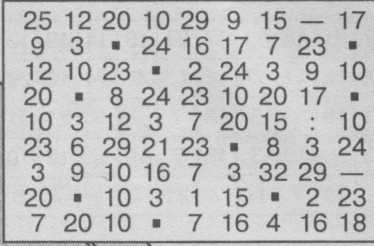 25 12 20 10 29 9 15 — 17
9 3 ▪ 24 16 17 7 23 ▪
12 10 23 ▪ 2 24 3 9 10
20 ▪ 8 24 23 10 20 17 ▪
10 3 12 3 7 20 15 : 10
23 6 29 21 23 ▪ 8 3 24
3 9 10 16 7 3 32 29 —
20 ▪ 10 3 1 15 ▪ 2 23
7 20 10 ▪ 7 16 4 16 18